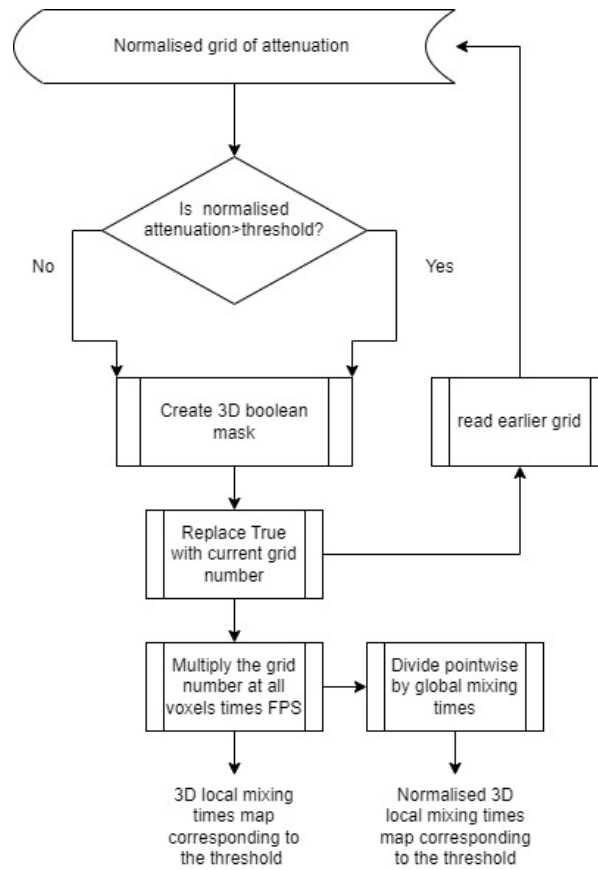 Normalised grid of attenuation
Is normalised
attenuation>threshold?
No
Yes
Create 3D boolean
mask
read earlier grid
Replace True
with current grid
number
Multiply the grid
number at all
voxels times FPS
Divide pointwise
by global mixing
times
3D local mixing
times map
corresponding to
the threshold
Normalised 3D
local mixing times
map corresponding
to the threshold